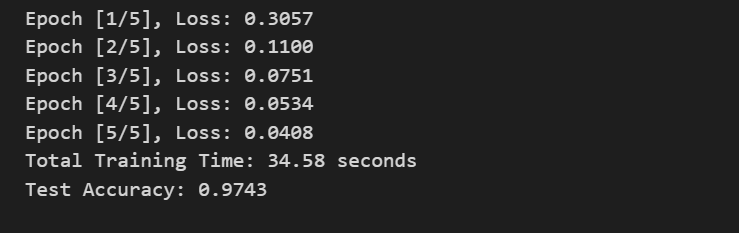 Epoch [1/5], Loss: 0.3057
Epoch [2/5], Loss: 0.1100
Epoch [3/5], Loss: 0.0751
Epoch [4/5], Loss: 0.0534
Epoch [5/5], Loss: 0.0408
Total Training Time: 34.58 seconds
Test Accuracy: 0.9743